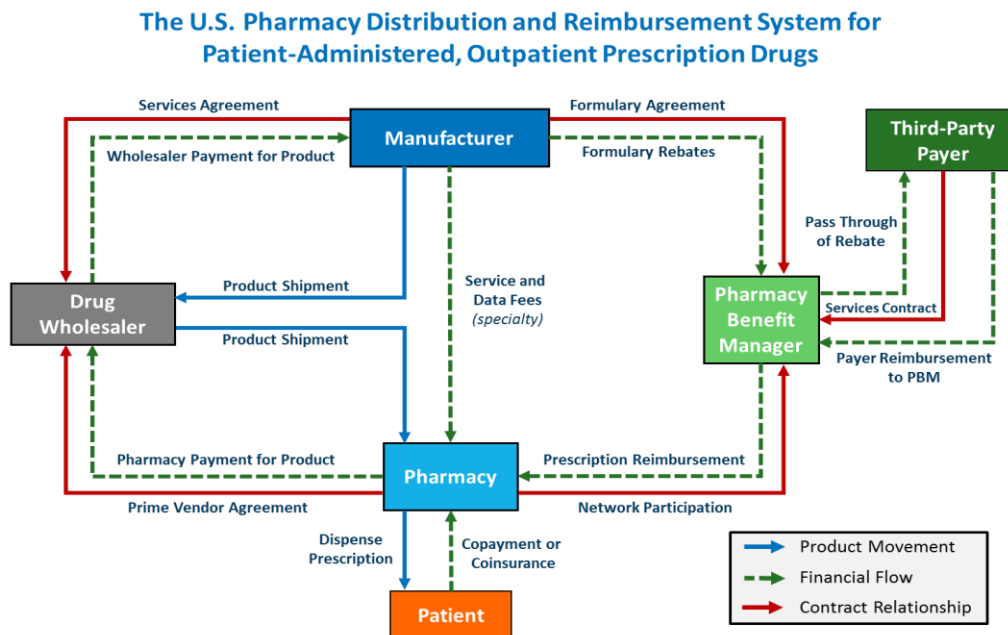 The U.S. Pharmacy Distribution and Reimbursement System for
Patient-Administered, Outpatient Prescription Drugs
Services Agreement
Formulary Agreement
Manufacturer
Third-Party
Payer
Wholesaler Payment for Product
Formulary Rebates
Pass Through
of Rebate
Product Shipment
Service and
Data Fees
(specialty)
Drug
Wholesaler
Pharmacy
Benefit
Manager
Services Contract
Product Shipment
Payer Reimbursement
to PBM
Pharmacy Payment for Product
Pharmacy
Prescription Reimbursement
Prime Vendor Agreement
Network Participation
Dispense
Prescription
Copayment or
Coinsurance
Patient
Product Movement
Financial Flow
Contract Relationship